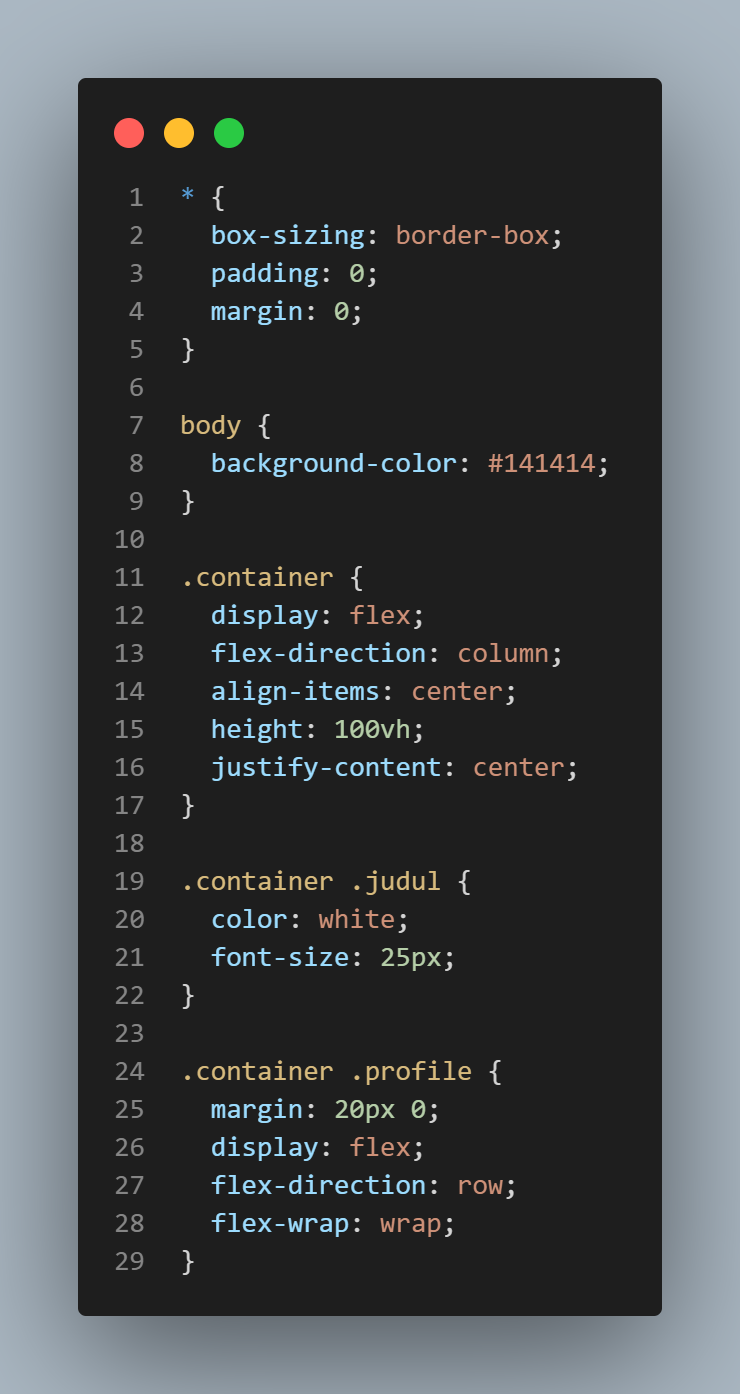 1 * {
2   box-sizing: border-box;
3   padding: 0;
4   margin: 0;
5 }
6
7 body {
8   background-color: #141414;
9 }
10
11 .container {
12   display: flex;
13   flex-direction: column;
14   align-items: center;
15   height: 100vh;
16   justify-content: center;
17 }
18
19 .container .judul {
20   color: white;
21   font-size: 25px;
22 }
23
24 .container .profile {
25   margin: 20px 0;
26   display: flex;
27   flex-direction: row;
28   flex-wrap: wrap;
29 }